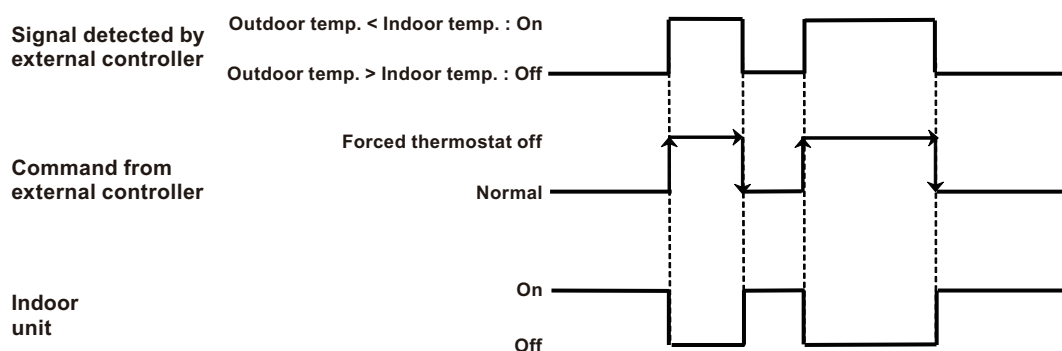 Signal detected by
external controller
Outdoor temp. < Indoor temp. : On
Outdoor temp. > Indoor temp. : Off
Command from
external controller
Forced thermostat off
Normal
Indoor
unit
On
Off